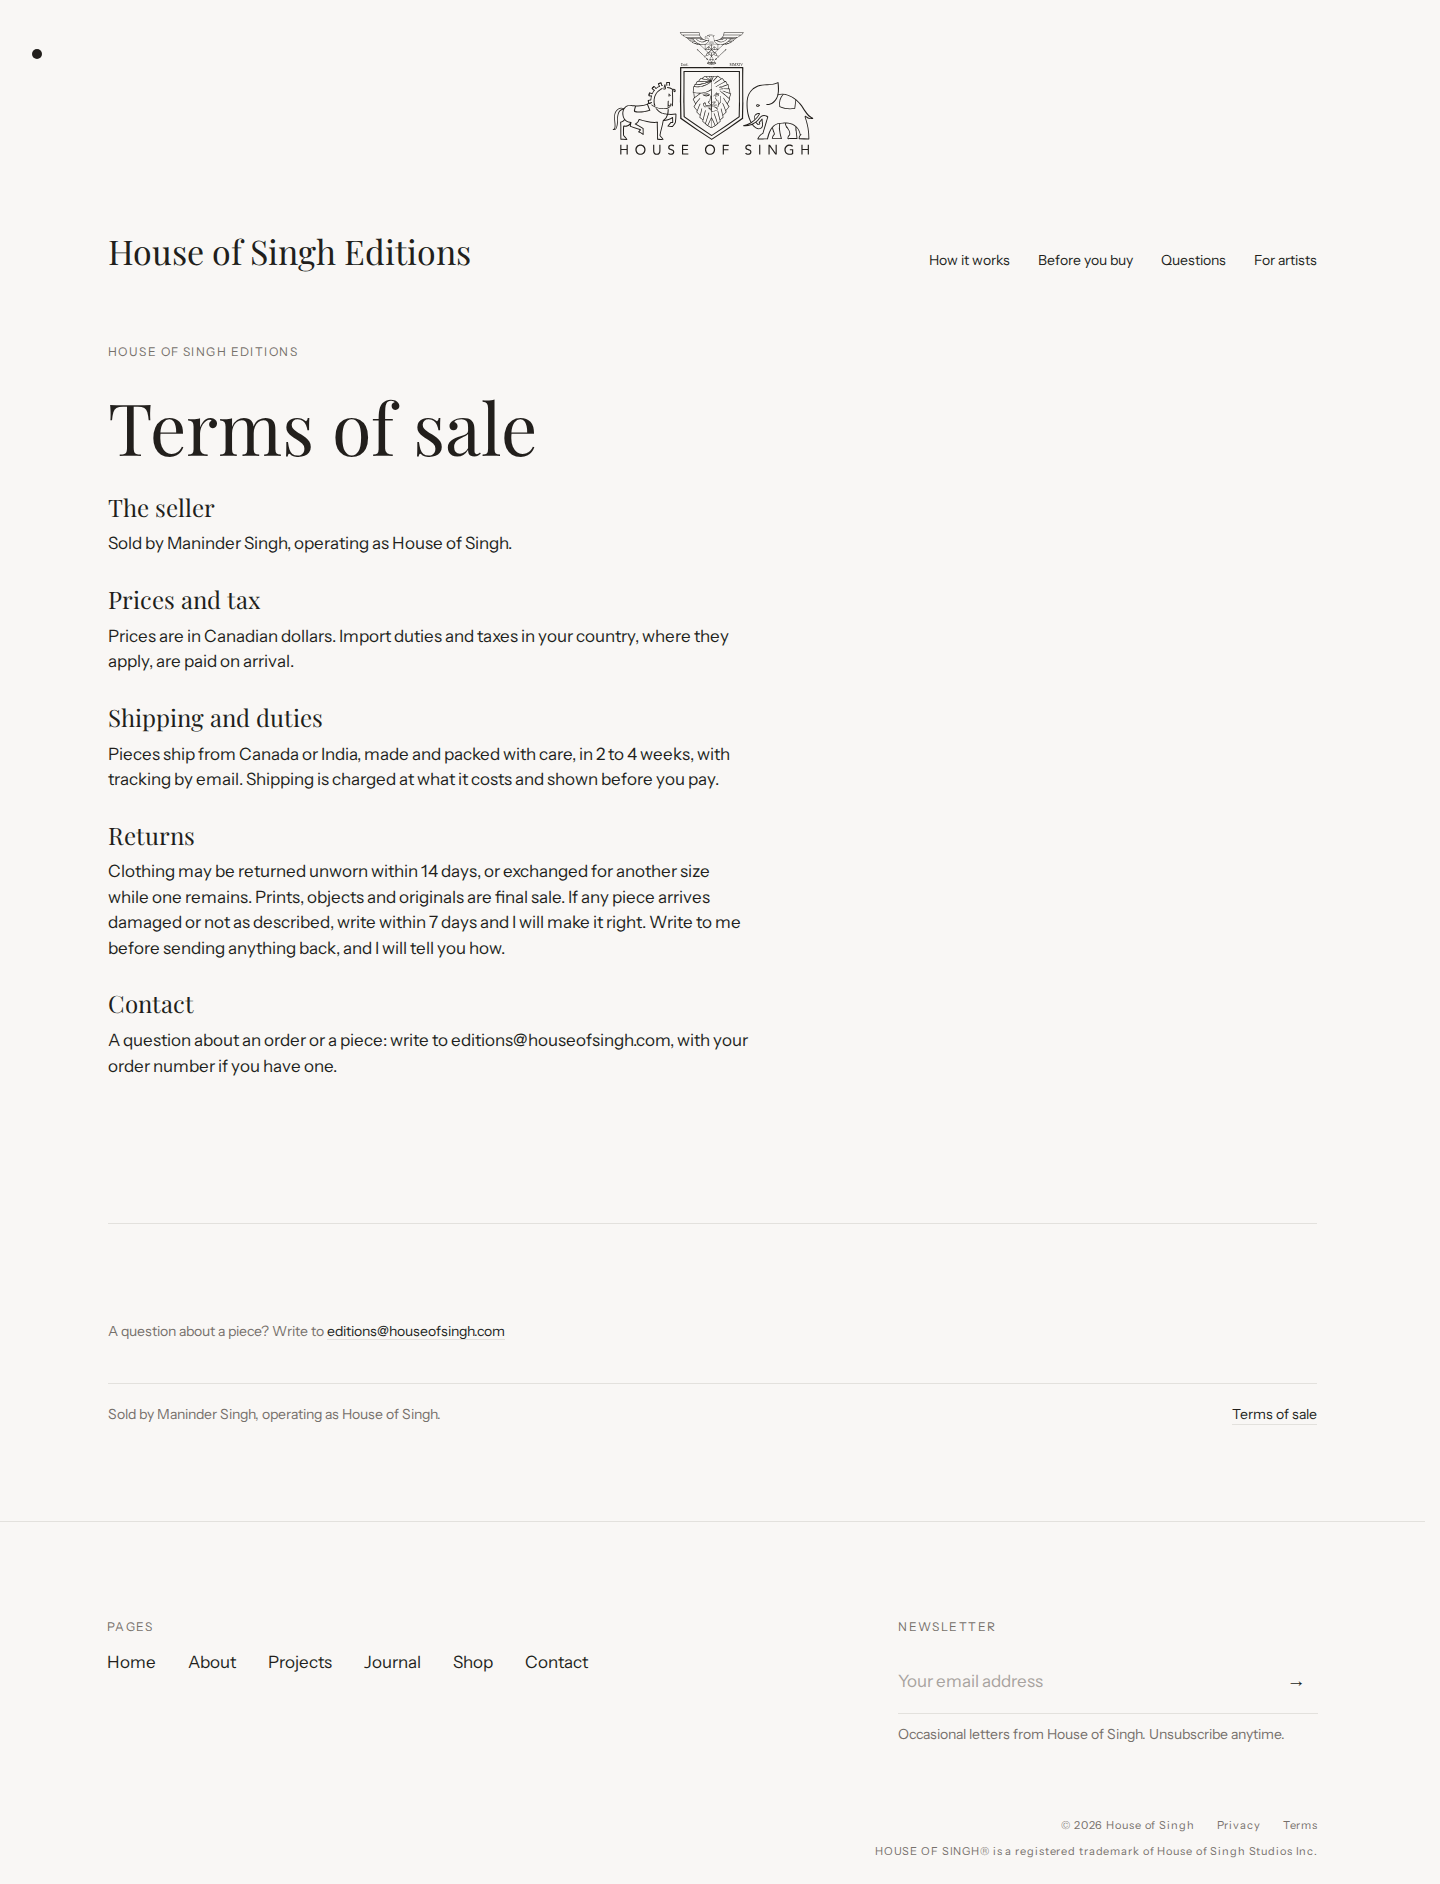 Est. MMXIV
HOUSE OF SINGH
House of Singh Editions
How it works Before you buy Questions For artists
HOUSE OF SINGH EDITIONS
Terms of sale
The seller
Sold by Maninder Singh, operating as House of Singh.
Prices and tax
Prices are in Canadian dollars. Import duties and taxes in your country, where they
apply, are paid on arrival.
Shipping and duties
Pieces ship from Canada or India, made and packed with care, in 2 to 4 weeks, with
tracking by email. Shipping is charged at what it costs and shown before you pay.
Returns
Clothing may be returned unworn within 14 days, or exchanged for another size
while one remains. Prints, objects and originals are final sale. If any piece arrives
damaged or not as described, write within 7 days and I will make it right. Write to me
before sending anything back, and I will tell you how.
Contact
A question about an order or a piece: write to editions@houseofsingh.com, with your
order number if you have one.
A question about a piece? Write to editions@houseofsingh.com
Sold by Maninder Singh, operating as House of Singh.
Terms of sale
PAGES
Home About Projects Journal Shop Contact
NEWSLETTER
Your email address →
Occasional letters from House of Singh. Unsubscribe anytime.
© 2026 House of Singh Privacy Terms
HOUSE OF SINGH® is a registered trademark of House of Singh Studios Inc.